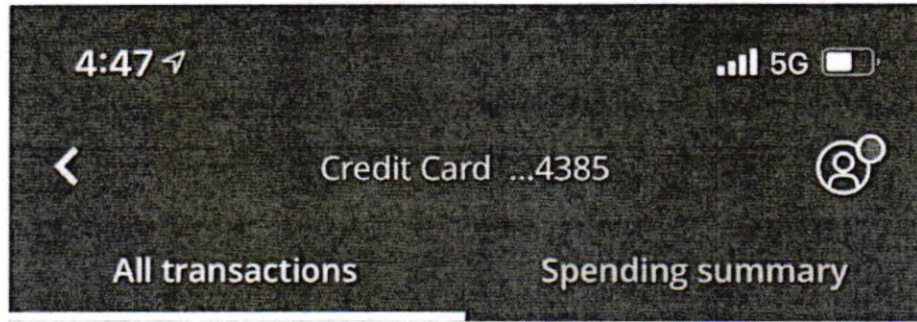 4:47
5G
Credit Card ...4385
All transactions
Spending summary